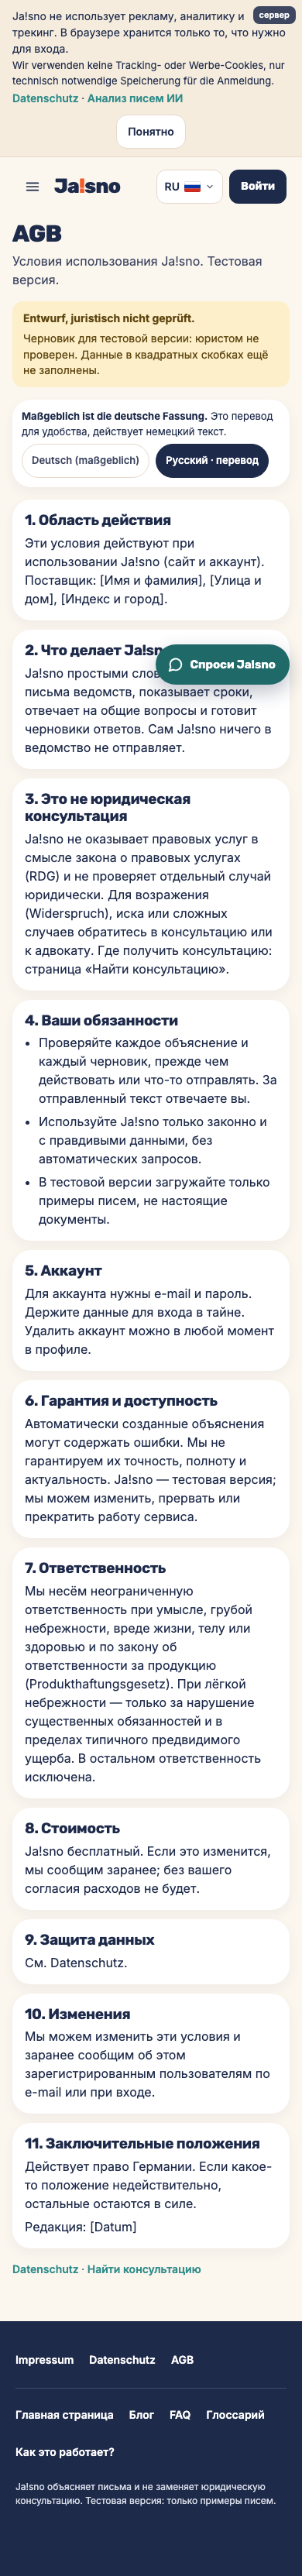 Ja!sno не использует рекламу, аналитику и
сервер
трекинг. В браузере хранится только то, что нужно
для входа.
Wir verwenden keine Tracking- oder Werbe-Cookies, nur
technisch notwendige Speicherung für die Anmeldung.
Datenschutz · Анализ писем ИИ
Понятно
Ja!sno
RU
Войти
AGB
Условия использования Ja!sno. Тестовая
версия.
Entwurf, juristisch nicht geprüft.
Черновик для тестовой версии: юристом не
проверен. Данные в квадратных скобках ещё
не заполнены.
Maßgeblich ist die deutsche Fassung. Это перевод
для удобства, действует немецкий текст.
Deutsch (maßgeblich)
Русский · перевод
1. Область действия
Эти условия действуют при
использовании Ja!sno (сайт и аккаунт).
Поставщик: [Имя и фамилия], [Улица и
дом], [Индекс и город].
2. Что делает Ja!sn
Спроси Ja!sno
Ja!sno простыми слов
письма ведомств, показывает сроки,
отвечает на общие вопросы и готовит
черновики ответов. Сам Ja!sno ничего в
ведомство не отправляет.
3. Это не юридическая
консультация
Ja!sno не оказывает правовых услуг в
смысле закона о правовых услугах
(RDG) и не проверяет отдельный случай
юридически. Для возражения
(Widerspruch), иска или сложных
случаев обратитесь в консультацию или
к адвокату. Где получить консультацию:
страница «Найти консультацию».
4. Ваши обязанности
• Проверяйте каждое объяснение и
каждый черновик, прежде чем
действовать или что-то отправлять. За
отправленный текст отвечаете вы.
• Используйте Ja!sno только законно и
с правдивыми данными, без
автоматических запросов.
• В тестовой версии загружайте только
примеры писем, не настоящие
документы.
5. Аккаунт
Для аккаунта нужны e-mail и пароль.
Держите данные для входа в тайне.
Удалить аккаунт можно в любой момент
в профиле.
6. Гарантия и доступность
Автоматически созданные объяснения
могут содержать ошибки. Мы не
гарантируем их точность, полноту и
актуальность. Ja!sno — тестовая версия;
мы можем изменить, прервать или
прекратить работу сервиса.
7. Ответственность
Мы несём неограниченную
ответственность при умысле, грубой
небрежности, вреде жизни, телу или
здоровью и по закону об
ответственности за продукцию
(Produkthaftungsgesetz). При лёгкой
небрежности — только за нарушение
существенных обязанностей и в
пределах типичного предвидимого
ущерба. В остальном ответственность
исключена.
8. Стоимость
Ja!sno бесплатный. Если это изменится,
мы сообщим заранее; без вашего
согласия расходов не будет.
9. Защита данных
См. Datenschutz.
10. Изменения
Мы можем изменить эти условия и
заранее сообщим об этом
зарегистрированным пользователям по
e-mail или при входе.
11. Заключительные положения
Действует право Германии. Если какое-
то положение недействительно,
остальные остаются в силе.
Редакция: [Datum]
Datenschutz · Найти консультацию
Impressum Datenschutz AGB
Главная страница Блог FAQ Глоссарий
Как это работает?
Ja!sno объясняет письма и не заменяет юридическую
консультацию. Тестовая версия: только примеры писем.